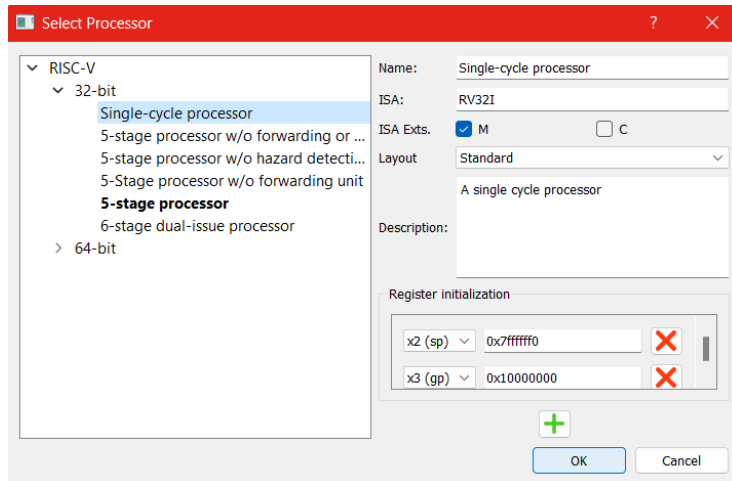 Select Processor
?
RISC-V
32-bit
Single-cycle processor
5-stage processor w/o forwarding or ...
5-stage processor w/o hazard detecti...
5-Stage processor w/o forwarding unit
5-stage processor
6-stage dual-issue processor
64-bit
Name: Single-cycle processor
ISA: RV32I
ISA Exts. M C
Layout Standard
Description: A single cycle processor
Register initialization
x2 (sp) 0x7ffffff0
x3 (gp) 0x10000000
OK Cancel